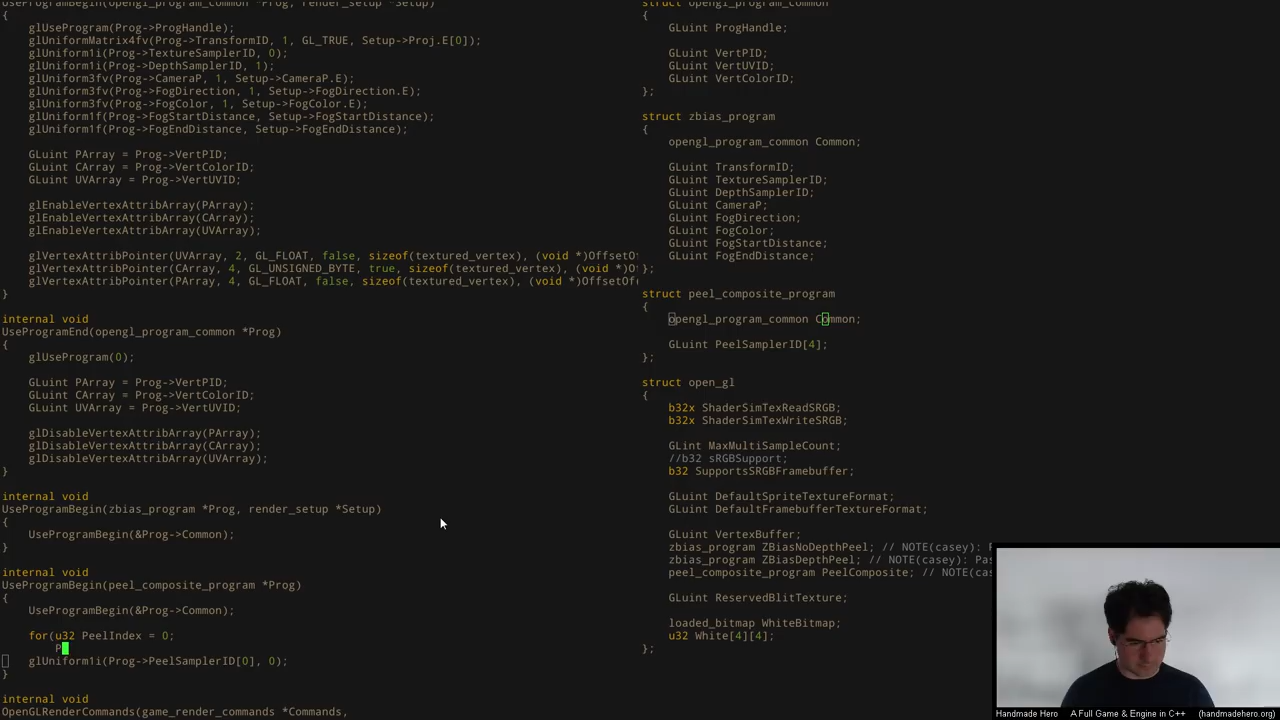 UseProgramBegin(opengl_program_common *Prog, render_setup *Setup)
{
glUseProgram(Prog->ProgHandle);
glUniformMatrix4fv(Prog->TransformID, 1, GL_TRUE, Setup->Proj.E[0]);
glUniform1i(Prog->TextureSamplerID, 0);
glUniform1i(Prog->DepthSamplerID, 1);
glUniform3fv(Prog->CameraP, 1, Setup->CameraP.E);
glUniform3fv(Prog->FogDirection, 1, Setup->FogDirection.E);
glUniform3fv(Prog->FogColor, 1, Setup->FogColor.E);
glUniform1f(Prog->FogStartDistance, Setup->FogStartDistance);
glUniform1f(Prog->FogEndDistance, Setup->FogEndDistance);
GLuint PArray = Prog->VertPID;
GLuint CArray = Prog->VertColorID;
GLuint UVArray = Prog->VertUVID;
glEnableVertexAttribArray(PArray);
glEnableVertexAttribArray(CArray);
glEnableVertexAttribArray(UVArray);
glVertexAttribPointer(UVArray, 2, GL_FLOAT, false, sizeof(textured_vertex), (void *)OffsetO
glVertexAttribPointer(CArray, 4, GL_UNSIGNED_BYTE, true, sizeof(textured_vertex), (void *)O
glVertexAttribPointer(PArray, 4, GL_FLOAT, false, sizeof(textured_vertex), (void *)OffsetOf
}
internal void
UseProgramEnd(opengl_program_common *Prog)
{
glUseProgram(0);
GLuint PArray = Prog->VertPID;
GLuint CArray = Prog->VertColorID;
GLuint UVArray = Prog->VertUVID;
glDisableVertexAttribArray(PArray);
glDisableVertexAttribArray(CArray);
glDisableVertexAttribArray(UVArray);
}
internal void
UseProgramBegin(zbias_program *Prog, render_setup *Setup)
{
UseProgramBegin(&Prog->Common);
}
internal void
UseProgramBegin(peel_composite_program *Prog)
{
UseProgramBegin(&Prog->Common);
for(u32 PeelIndex = 0;
P
glUniform1i(Prog->PeelSamplerID[0], 0);
}
internal void
OpenGLRenderCommands(game_render_commands *Commands,
struct opengl_program_common
{
GLuint ProgHandle;
GLuint VertPID;
GLuint VertUVID;
GLuint VertColorID;
};
struct zbias_program
{
opengl_program_common Common;
GLuint TransformID;
GLuint TextureSamplerID;
GLuint DepthSamplerID;
GLuint CameraP;
GLuint FogDirection;
GLuint FogColor;
GLuint FogStartDistance;
GLuint FogEndDistance;
};
struct peel_composite_program
{
opengl_program_common Common;
GLuint PeelSamplerID[4];
};
struct open_gl
{
b32x ShaderSimTexReadSRGB;
b32x ShaderSimTexWriteSRGB;
GLint MaxMultiSampleCount;
//b32 sRGBSupport;
b32 SupportsSRGBFramebuffer;
GLuint DefaultSpriteTextureFormat;
GLuint DefaultFramebufferTextureFormat;
GLuint VertexBuffer;
zbias_program ZBiasNoDepthPeel; // NOTE(casey):
zbias_program ZBiasDepthPeel; // NOTE(casey): Pas
peel_composite_program PeelComposite; // NOTE(cas
GLuint ReservedBlitTexture;
loaded_bitmap WhiteBitmap;
u32 White[4][4];
};
Handmade Hero A Full Game & Engine in C++ (handmadehero.org)